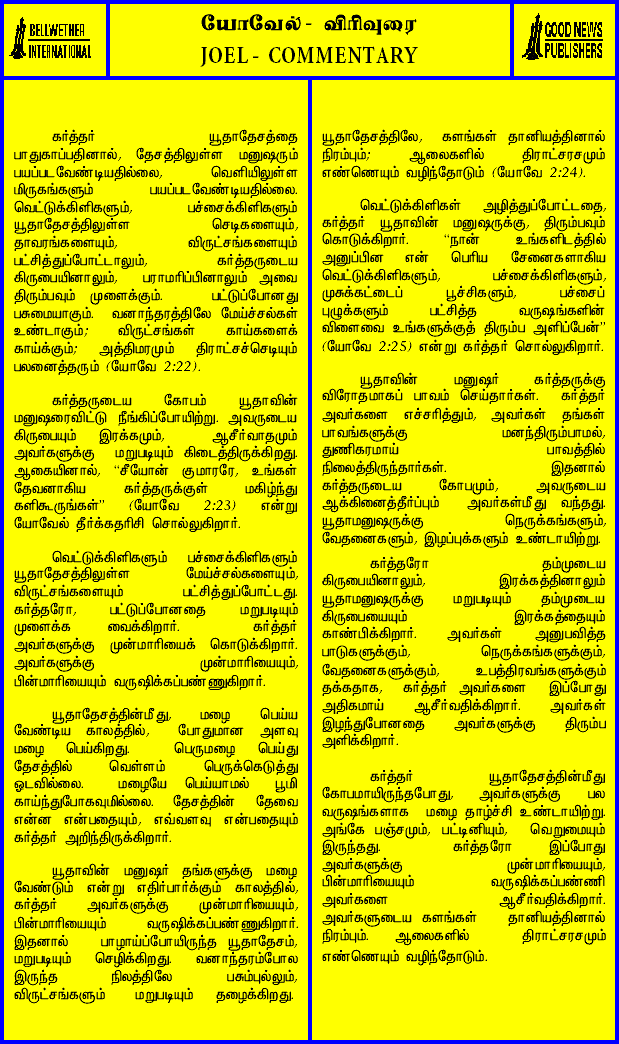 BELLWETHER
INTERNATIONAL
யோவேல் - விரிவுரை
JOEL - COMMENTARY
GOOD NEWS
PUBLISHERS
கர்த்தர் யூதாதேசத்தை
பாதுகாப்பதினால், தேசத்திலுள்ள மனுஷரும்
பயப்படவேண்டியதில்லை, வெளியிலுள்ள
மிருகங்களும் பயப்படவேண்டியதில்லை.
வெட்டுக்கிளிகளும், பச்சைக்கிளிகளும்
யூதாதேசத்திலுள்ள செடிகளையும்,
தாவரங்களையும், விருட்சங்களையும்
பட்சித்துப்போட்டாலும், கர்த்தருடைய
கிருபையினாலும், பராமரிப்பினாலும் அவை
திரும்பவும் முளைக்கும். பட்டுப்போனது
பசுமையாகும். வனாந்தரத்திலே மேய்ச்சல்கள்
உண்டாகும்; விருட்சங்கள் காய்களைக்
காய்க்கும்; அத்திமரமும் திராட்சச்செடியும்
பலனைத்தரும் (யோவே 2:22).
கர்த்தருடைய கோபம் யூதாவின்
மனுஷரைவிட்டு நீங்கிப்போயிற்று. அவருடைய
கிருபையும் இரக்கமும், ஆசீர்வாதமும்
அவர்களுக்கு மறுபடியும் கிடைத்திருக்கிறது.
ஆகையினால், “சீயோன் குமாரரே, உங்கள்
தேவனாகிய கர்த்தருக்குள் மகிழ்ந்து
களிகூருங்கள்” (யோவே 2:23) என்று
யோவேல் தீர்க்கதரிசி சொல்லுகிறார்.
வெட்டுக்கிளிகளும் பச்சைக்கிளிகளும்
யூதாதேசத்திலுள்ள மேய்ச்சல்களையும்,
விருட்சங்களையும் பட்சித்துப்போட்டது.
கர்த்தரோ, பட்டுப்போனதை மறுபடியும்
முளைக்க வைக்கிறார். கர்த்தர்
அவர்களுக்கு முன்மாரியைக் கொடுக்கிறார்.
அவர்களுக்கு முன்மாரியையும்,
பின்மாரியையும் வருஷிக்கப்பண்ணுகிறார்.
யூதாதேசத்தின்மீது, மழை பெய்ய
வேண்டிய காலத்தில், போதுமான அளவு
மழை பெய்கிறது. பெருமழை பெய்து
தேசத்தில் வெள்ளம் பெருக்கெடுத்து
ஓடவில்லை. மழையே பெய்யாமல் பூமி
காய்ந்துபோகவுமில்லை. தேசத்தின் தேவை
என்ன என்பதையும், எவ்வளவு என்பதையும்
கர்த்தர் அறிந்திருக்கிறார்.
யூதாவின் மனுஷர் தங்களுக்கு மழை
வேண்டும் என்று எதிர்பார்க்கும் காலத்தில்,
கர்த்தர் அவர்களுக்கு முன்மாரியையும்,
பின்மாரியையும் வருஷிக்கப்பண்ணுகிறார்.
இதனால் பாழாய்ப்போயிருந்த யூதாதேசம்,
மறுபடியும் செழிக்கிறது. வனாந்தரம்போல
இருந்த நிலத்திலே பசும்புல்லும்,
விருட்சங்களும் மறுபடியும் தழைக்கிறது.
யூதாதேசத்திலே, களங்கள் தானியத்தினால்
நிரம்பும்; ஆலைகளில் திராட்சரசமும்
எண்ணெயும் வழிந்தோடும் (யோவே 2:24).
வெட்டுக்கிளிகள் அழித்துப்போட்டதை,
கர்த்தர் யூதாவின் மனுஷருக்கு, திரும்பவும்
கொடுக்கிறார். “நான் உங்களிடத்தில்
அனுப்பின என் பெரிய சேனைகளாகிய
வெட்டுக்கிளிகளும், பச்சைக்கிளிகளும்,
முசுக்கட்டைப் பூச்சிகளும், பச்சைப்
புழுக்களும் பட்சித்த வருஷங்களின்
விளைவை உங்களுக்குத் திரும்ப அளிப்பேன்”
(யோவே 2:25) என்று கர்த்தர் சொல்லுகிறார்.
யூதாவின் மனுஷர் கர்த்தருக்கு
விரோதமாகப் பாவம் செய்தார்கள். கர்த்தர்
அவர்களை எச்சரித்தும், அவர்கள் தங்கள்
பாவங்களுக்கு மனந்திரும்பாமல்,
துணிகரமாய் பாவத்தில்
நிலைத்திருந்தார்கள். இதனால்
கர்த்தருடைய கோபமும், அவருடைய
ஆக்கினைத்தீர்ப்பும் அவர்கள்மீது வந்தது.
யூதாமனுஷருக்கு நெருக்கங்களும்,
வேதனைகளும், இழப்புக்களும் உண்டாயிற்று.
கர்த்தரோ தம்முடைய
கிருபையினாலும், இரக்கத்தினாலும்
யூதாமனுஷருக்கு மறுபடியும் தம்முடைய
கிருபையையும் இரக்கத்தையும்
காண்பிக்கிறார். அவர்கள் அனுபவித்த
பாடுகளுக்கும், நெருக்கங்களுக்கும்,
வேதனைகளுக்கும், உபத்திரவங்களுக்கும்
தக்கதாக, கர்த்தர் அவர்களை இப்போது
அதிகமாய் ஆசீர்வதிக்கிறார். அவர்கள்
இழந்துபோனதை அவர்களுக்கு திரும்ப
அளிக்கிறார்.
கர்த்தர் யூதாதேசத்தின்மீது
கோபமாயிருந்தபோது, அவர்களுக்கு பல
வருஷங்களாக மழை தாழ்ச்சி உண்டாயிற்று.
அங்கே பஞ்சமும், பட்டினியும், வெறுமையும்
இருந்தது. கர்த்தரோ இப்போது
அவர்களுக்கு முன்மாரியையும்,
பின்மாரியையும் வருஷிக்கப்பண்ணி
அவர்களை ஆசீர்வதிக்கிறார்.
அவர்களுடைய களங்கள் தானியத்தினால்
நிரம்பும். ஆலைகளில் திராட்சரசமும்
எண்ணெயும் வழிந்தோடும்.